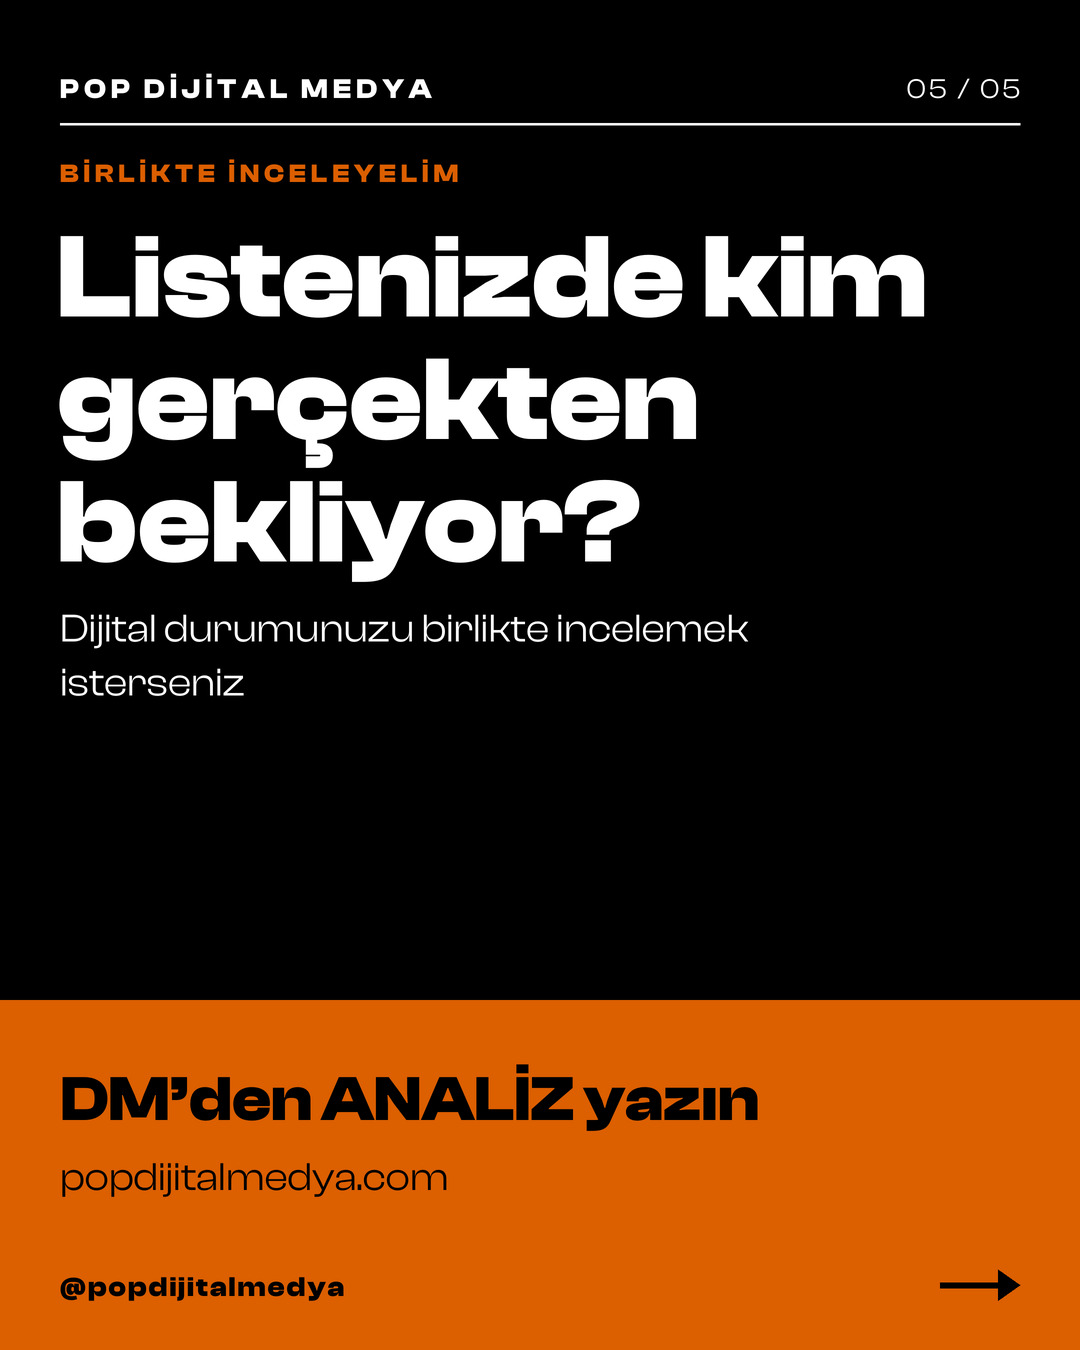 POP DİJİTAL MEDYA
05 / 05
BİRLİKTE İNCELEYELİM
Listenizde kim
gerçekten
bekliyor?
Dijital durumunuzu birlikte incelemek
isterseniz
DM’den ANALİZ yazın
popdijitalmedya.com
@popdijitalmedya